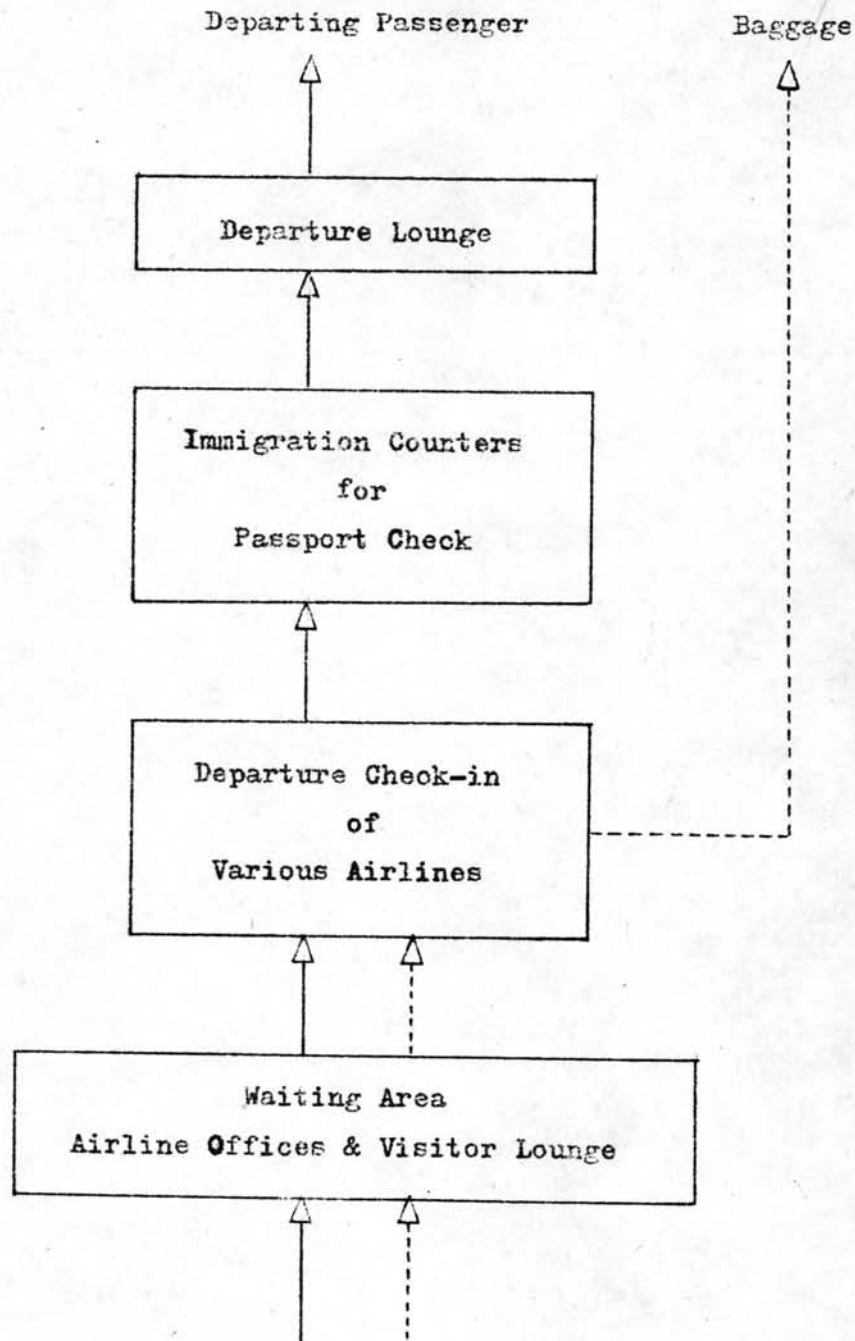 Departing Passenger
Baggage
Departure Lounge
Immigration Counters
for
Passport Check
Departure Check-in
of
Various Airlines
Waiting Area
Airline Offices & Visitor Lounge